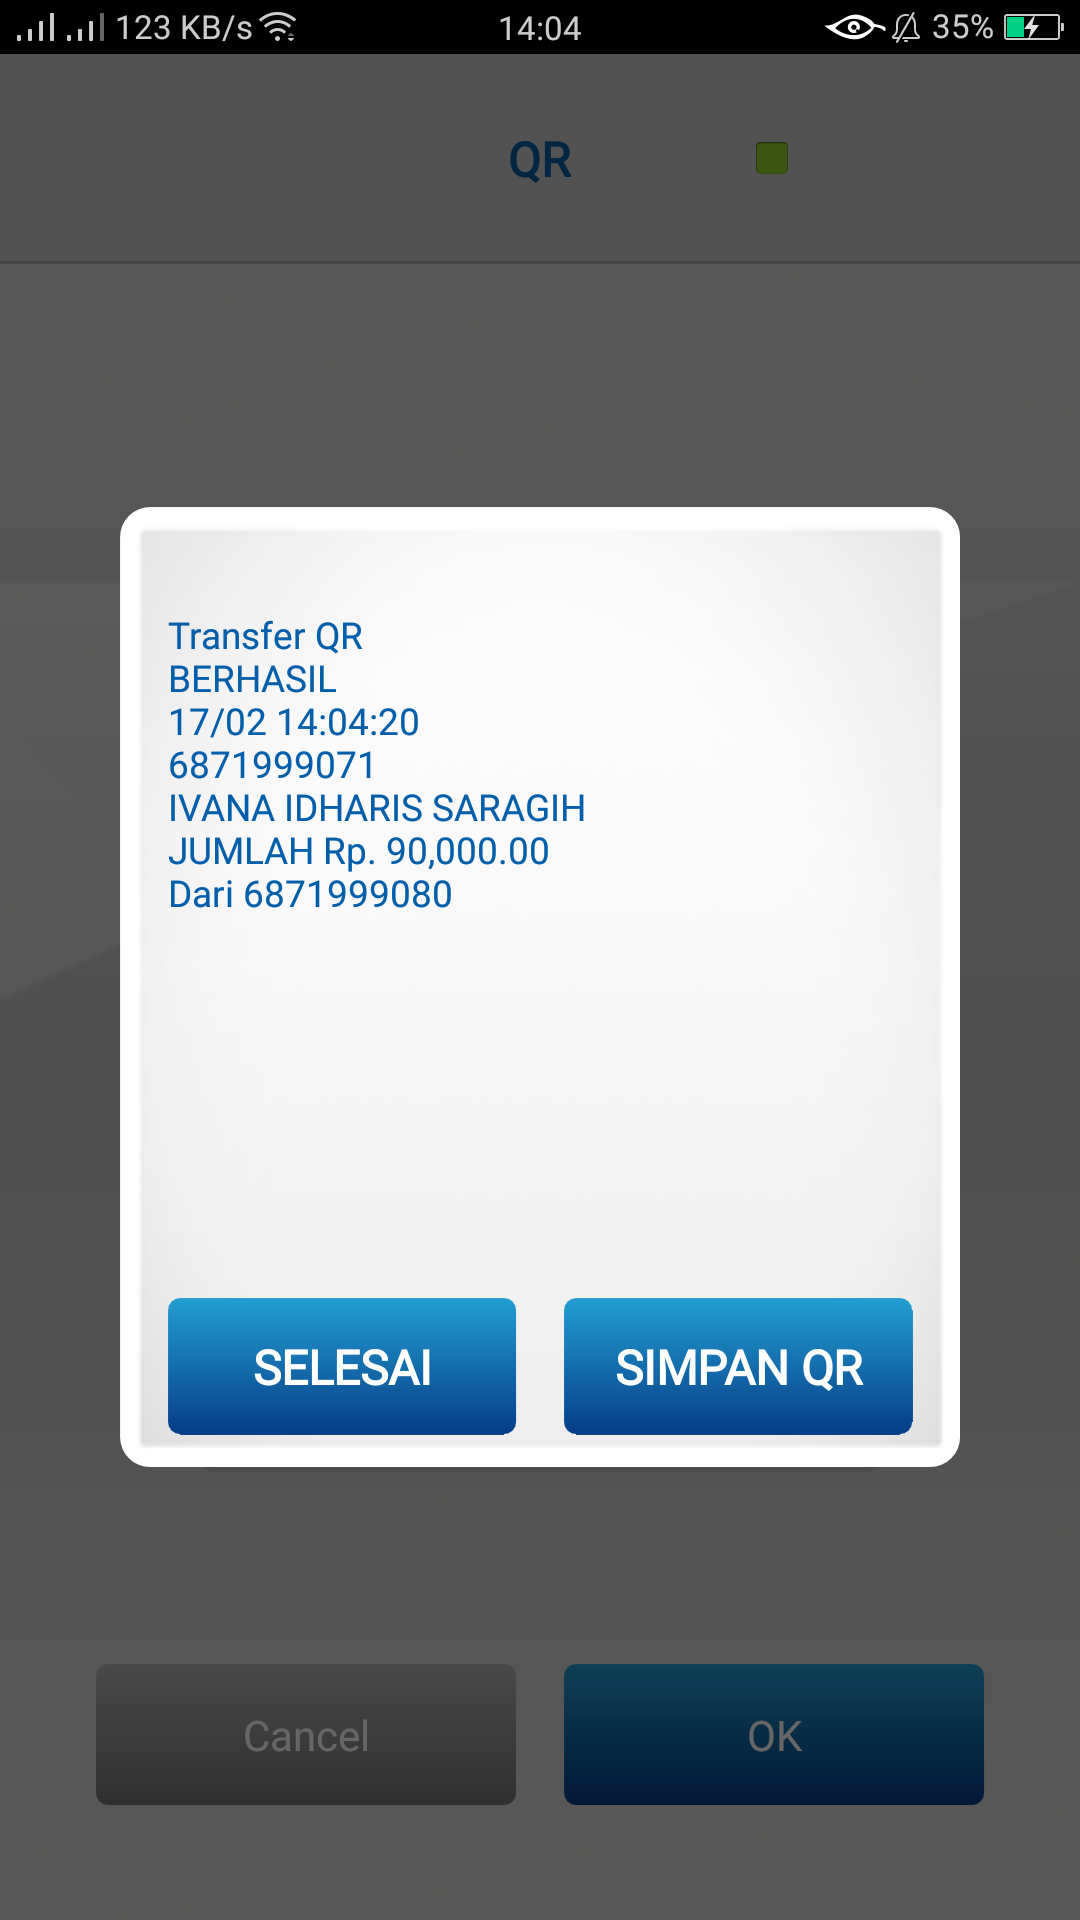 123 KB/s 14:04 35%
QR
Transfer QR
BERHASIL
17/02 14:04:20
6871999071
IVANA IDHARIS SARAGIH
JUMLAH Rp. 90,000.00
Dari 6871999080
SELESAI SIMPAN QR
Cancel OK